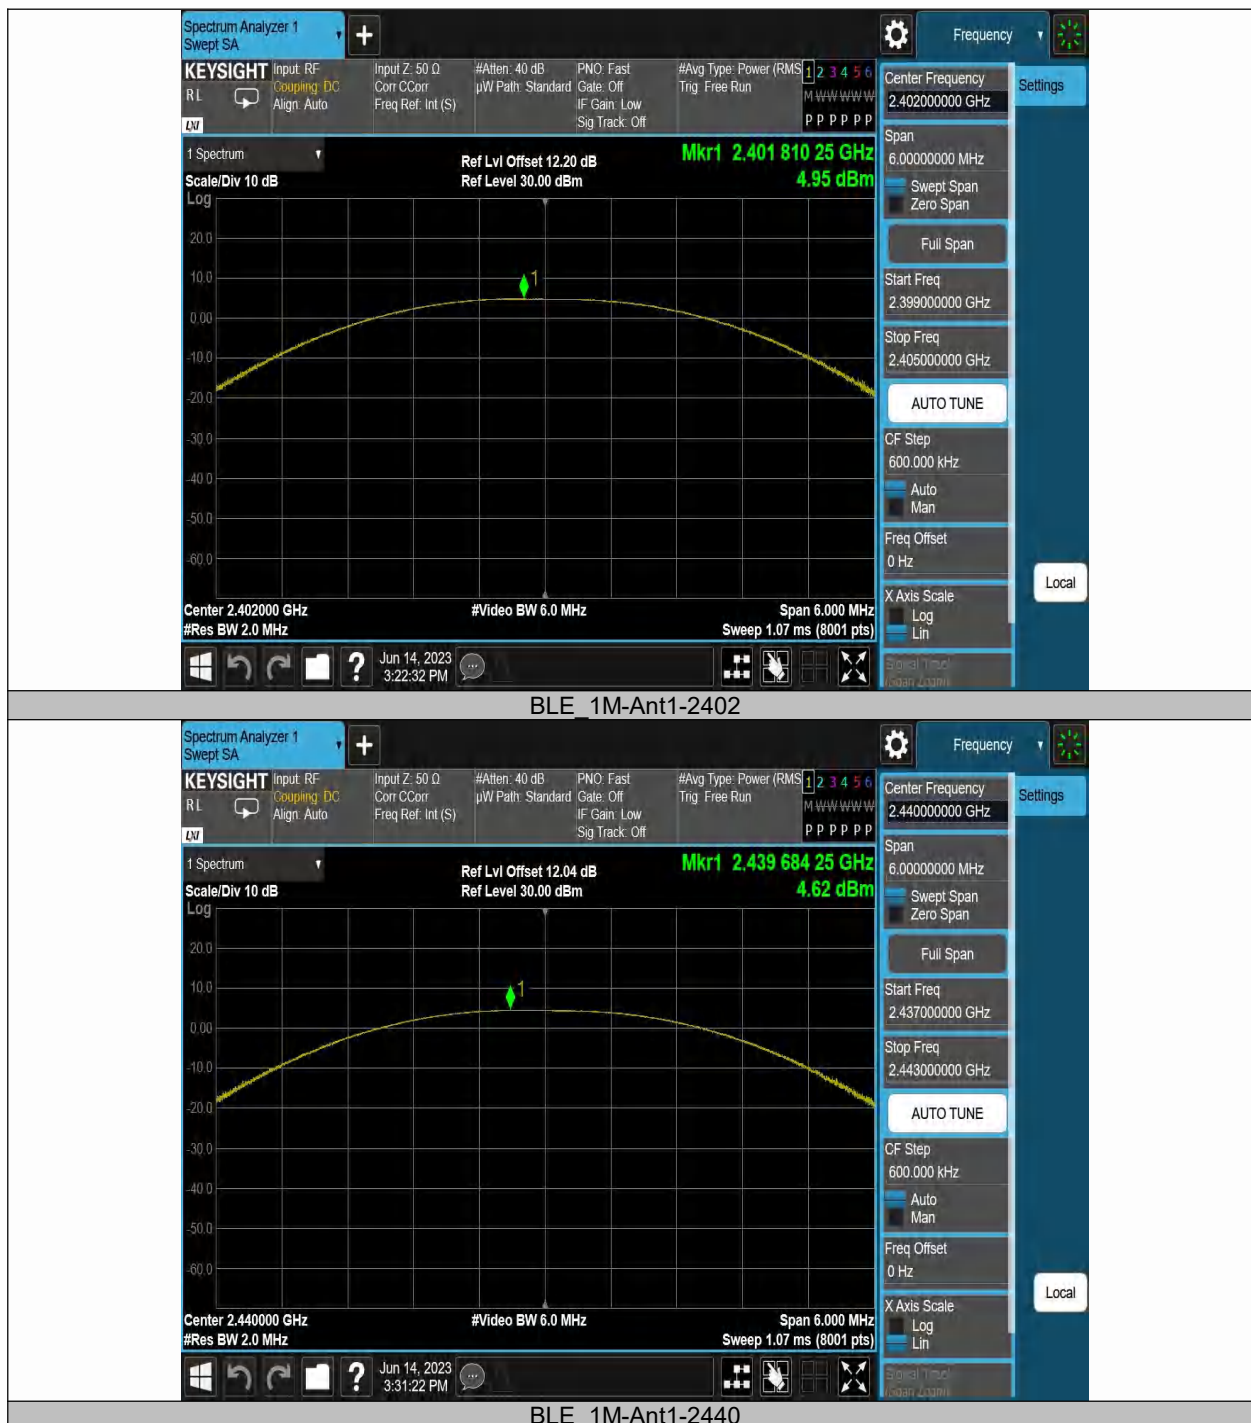 Spectrum Analyzer 1
Swept SA
Frequency
KEYSIGHT
RL
LXI
Input: RF
Coupling: DC
Align: Auto
Input Z: 50 Ω
Corr CCorr
Freq Ref: Int (S)
#Atten: 40 dB
µW Path: Standard
PNO: Fast
Gate: Off
IF Gain: Low
Sig Track: Off
#Avg Type: Power (RMS
Trig: Free Run
1 2 3 4 5 6
M W W W W W
P P P P P P
1 Spectrum
Scale/Div 10 dB
Log
Ref Lvl Offset 12.20 dB
Ref Level 30.00 dBm
Mkr1 2.401 810 25 GHz
4.95 dBm
1
20.0
10.0
0.00
-10.0
-20.0
-30.0
-40.0
-50.0
-60.0
Center 2.402000 GHz
#Res BW 2.0 MHz
#Video BW 6.0 MHz
Span 6.000 MHz
Sweep 1.07 ms (8001 pts)
Jun 14, 2023
3:22:32 PM
Center Frequency
2.402000000 GHz
Settings
Span
6.00000000 MHz
Swept Span
Zero Span
Full Span
Start Freq
2.399000000 GHz
Stop Freq
2.405000000 GHz
AUTO TUNE
CF Step
600.000 kHz
Auto
Man
Freq Offset
0 Hz
X Axis Scale
Log
Lin
Signal Track
(Span Zoom)
Local
BLE_1M-Ant1-2402
Spectrum Analyzer 1
Swept SA
Frequency
KEYSIGHT
RL
LXI
Input: RF
Coupling: DC
Align: Auto
Input Z: 50 Ω
Corr CCorr
Freq Ref: Int (S)
#Atten: 40 dB
µW Path: Standard
PNO: Fast
Gate: Off
IF Gain: Low
Sig Track: Off
#Avg Type: Power (RMS
Trig: Free Run
1 2 3 4 5 6
M W W W W W
P P P P P P
1 Spectrum
Scale/Div 10 dB
Log
Ref Lvl Offset 12.04 dB
Ref Level 30.00 dBm
Mkr1 2.439 684 25 GHz
4.62 dBm
1
20.0
10.0
0.00
-10.0
-20.0
-30.0
-40.0
-50.0
-60.0
Center 2.440000 GHz
#Res BW 2.0 MHz
#Video BW 6.0 MHz
Span 6.000 MHz
Sweep 1.07 ms (8001 pts)
Jun 14, 2023
3:31:22 PM
Center Frequency
2.440000000 GHz
Settings
Span
6.00000000 MHz
Swept Span
Zero Span
Full Span
Start Freq
2.437000000 GHz
Stop Freq
2.443000000 GHz
AUTO TUNE
CF Step
600.000 kHz
Auto
Man
Freq Offset
0 Hz
X Axis Scale
Log
Lin
Signal Track
(Span Zoom)
Local
BLE_1M-Ant1-2440